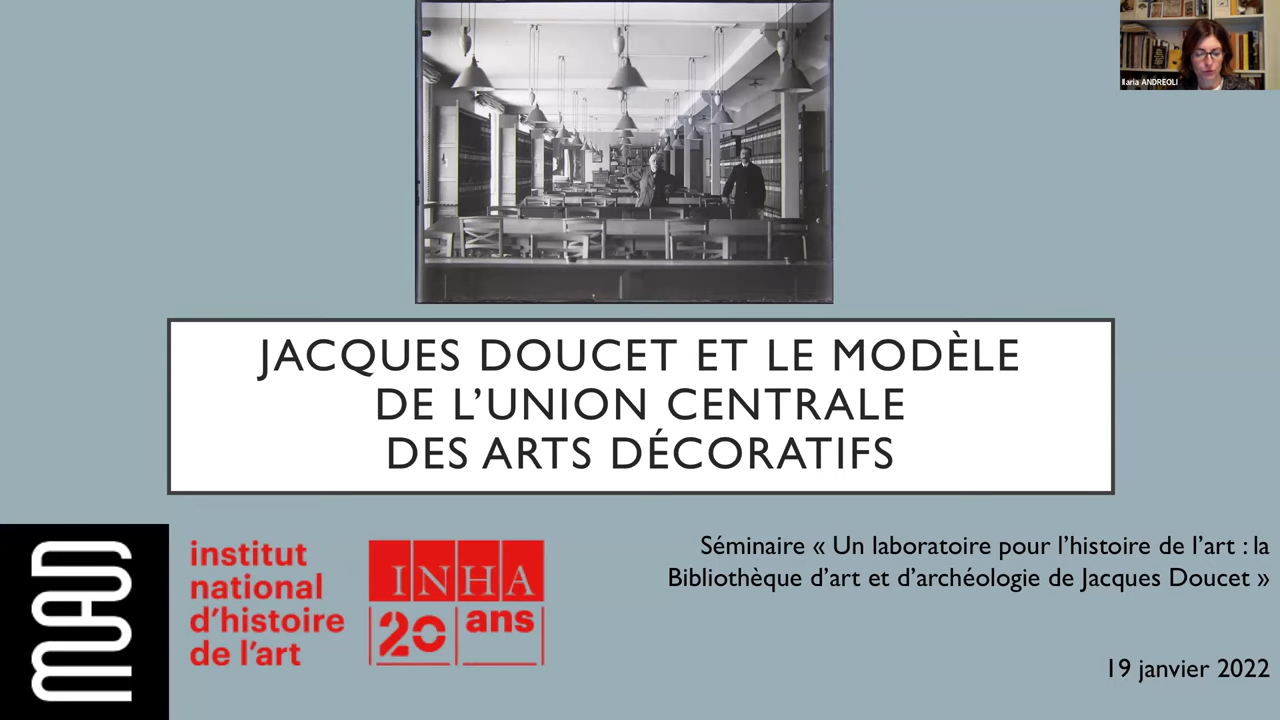 Ilaria ANDREOLI
JACQUES DOUCET ET LE MODÈLE
DE L’UNION CENTRALE
DES ARTS DÉCORATIFS
MAD
institut
national
d’histoire
de l’art
INHA
20 ans
Séminaire « Un laboratoire pour l’histoire de l’art : la
Bibliothèque d’art et d’archéologie de Jacques Doucet »
19 janvier 2022